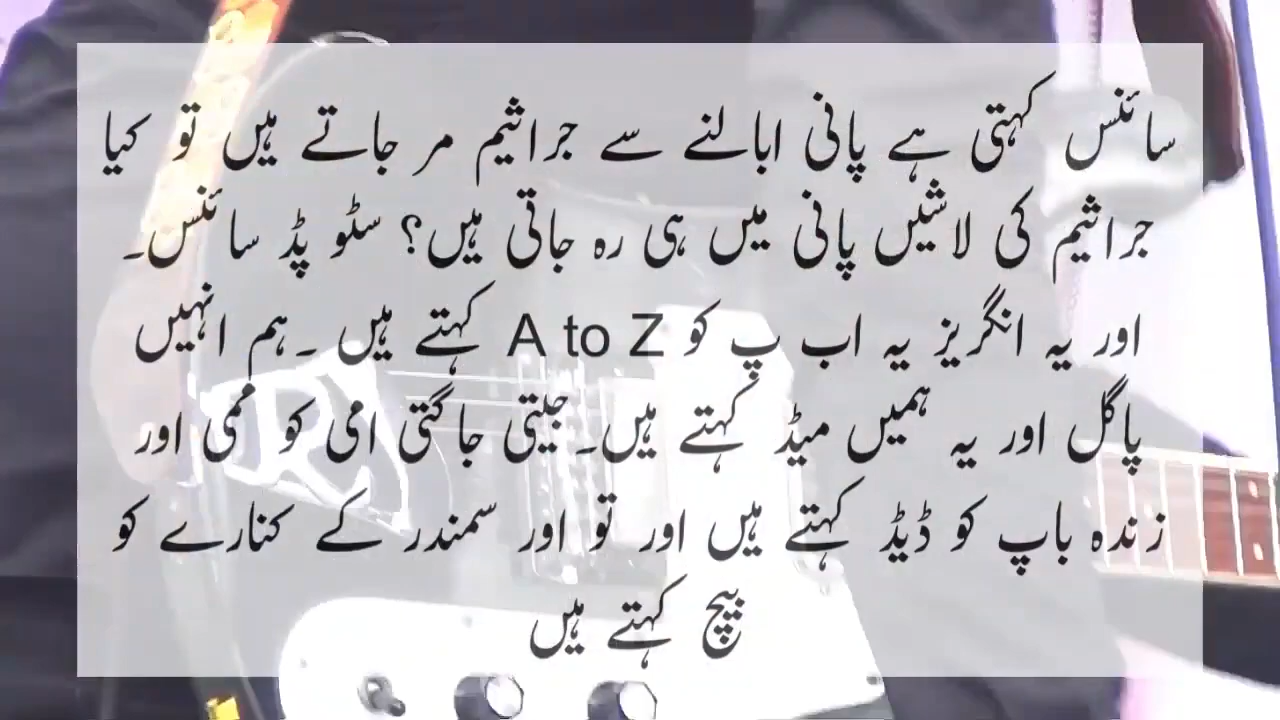 سائنس کہتی ہے پانی ابالنے سے جراثیم مر جاتے ہیں تو کیا
جراثیم کی لاشیں پانی میں ہی رہ جاتی ہیں؟ سٹو پڈ سائنس۔
اور یہ انگریز یہ اب پ کو A to Z کہتے ہیں ۔ہم انہیں
پاگل اور یہ ہمیں میڈ کہتے ہیں۔جیتی جاگتی امی کو ممی اور
زندہ باپ کو ڈیڈ کہتے ہیں اور تو اور سمندر کے کنارے کو
بیچ کہتے ہیں